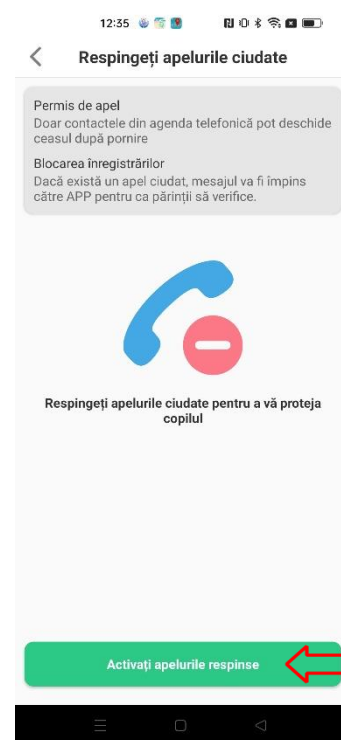 12:35
Respingeți apelurile ciudate
Permis de apel
Doar contactele din agenda telefonică pot deschide
ceasul după pornire
Blocarea înregistrărilor
Dacă există un apel ciudat, mesajul va fi împins
către APP pentru ca părinții să verifice.
Respingeți apelurile ciudate pentru a vă proteja
copilul
Activați apelurile respinse